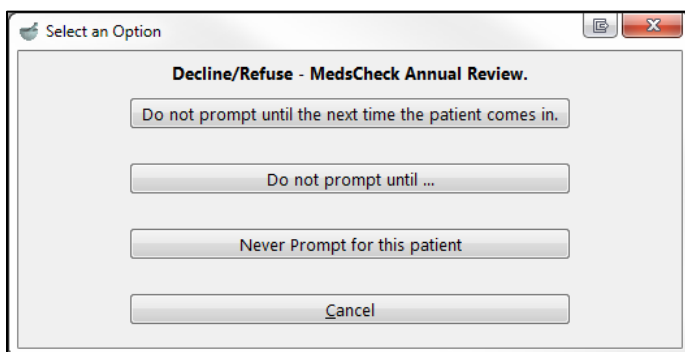 Select an Option
Decline/Refuse - MedsCheck Annual Review.
Do not prompt until the next time the patient comes in.
Do not prompt until ...
Never Prompt for this patient
Cancel